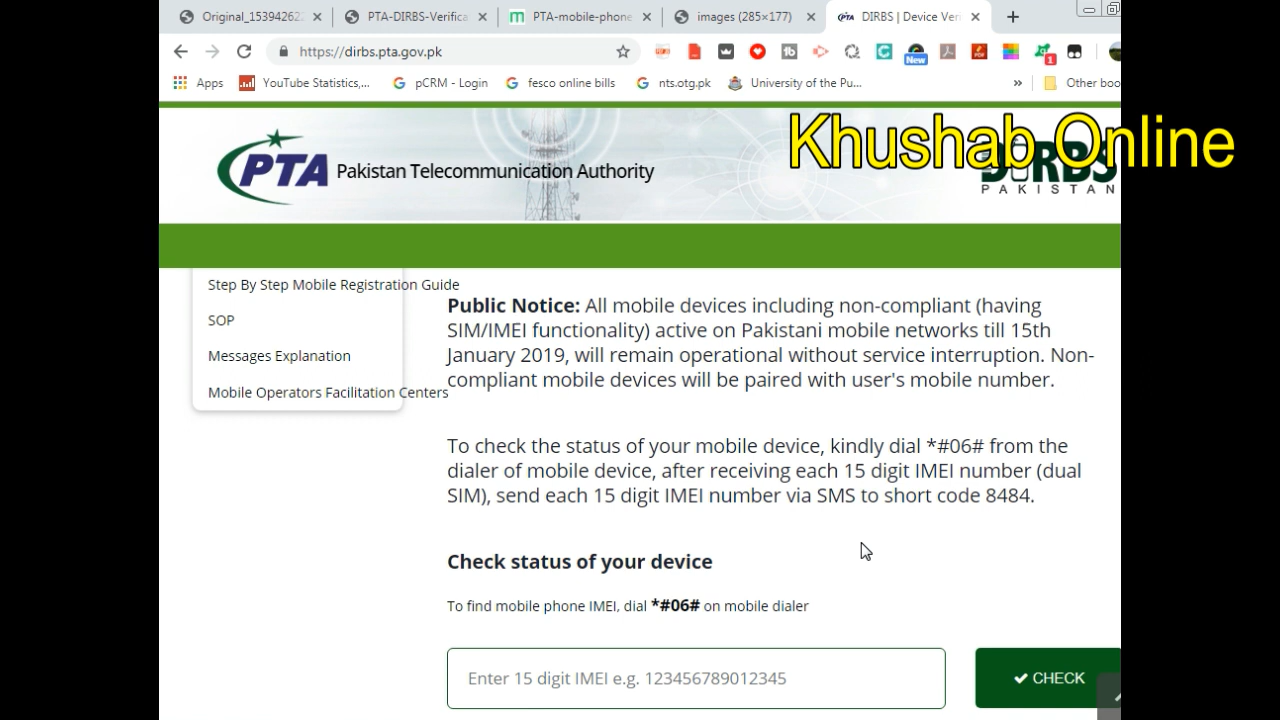 Original_153942622
PTA-DIRBS-Verifica
PTA-mobile-phone
images (285×177)
DIRBS | Device Veri
https://dirbs.pta.gov.pk
New
1
Apps
YouTube Statistics,...
pCRM - Login
fesco online bills
nts.otg.pk
University of the Pu...
»
Other boo
PTA
Pakistan Telecommunication Authority
Khushab Online
DIRBS
PAKISTAN
Step By Step Mobile Registration Guide
SOP
Messages Explanation
Mobile Operators Facilitation Centers
Public Notice: All mobile devices including non-compliant (having
SIM/IMEI functionality) active on Pakistani mobile networks till 15th
January 2019, will remain operational without service interruption. Non-
compliant mobile devices will be paired with user's mobile number.
To check the status of your mobile device, kindly dial *#06# from the
dialer of mobile device, after receiving each 15 digit IMEI number (dual
SIM), send each 15 digit IMEI number via SMS to short code 8484.
Check status of your device
To find mobile phone IMEI, dial *#06# on mobile dialer
Enter 15 digit IMEI e.g. 123456789012345
CHECK